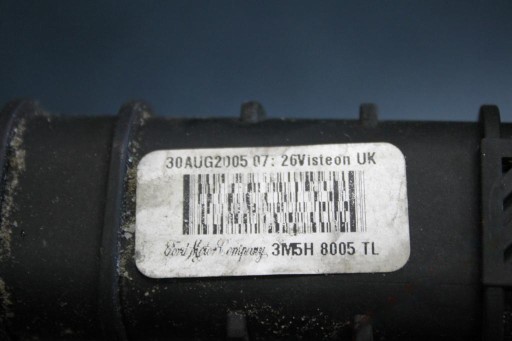 30AUG2005 07:26Visteon UK
Ford Motor Company 3M5H 8005 TL